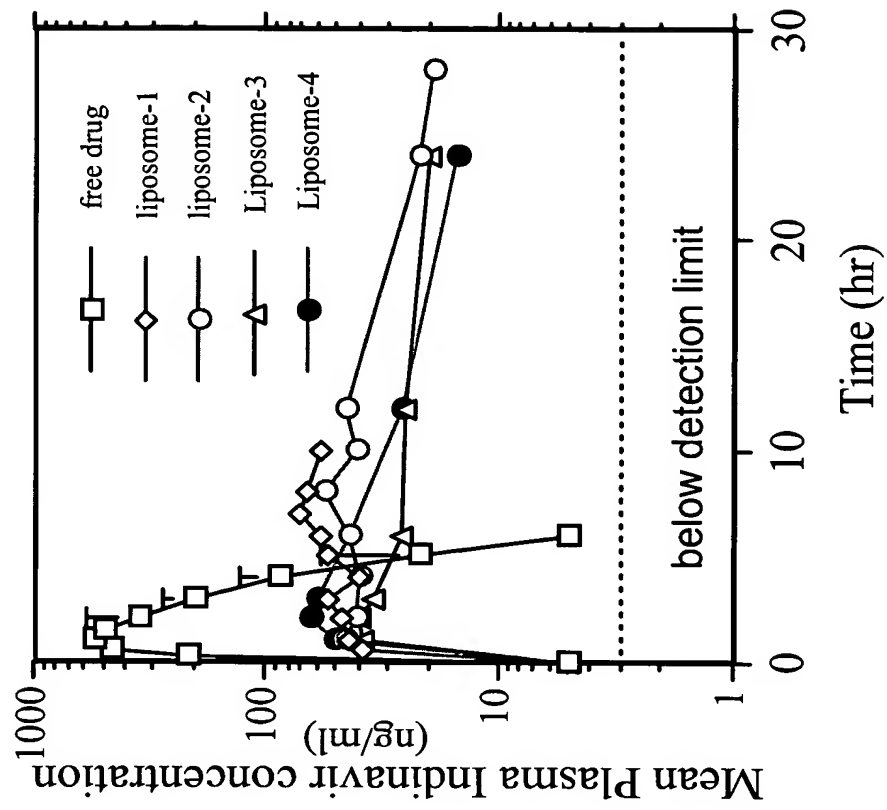 Mean Plasma Indinavir concentration
(ng/ml)
1000
100
10
1
free drug
liposome-1
liposome-2
Liposome-3
Liposome-4
below detection limit
0
10
20
30
Time (hr)